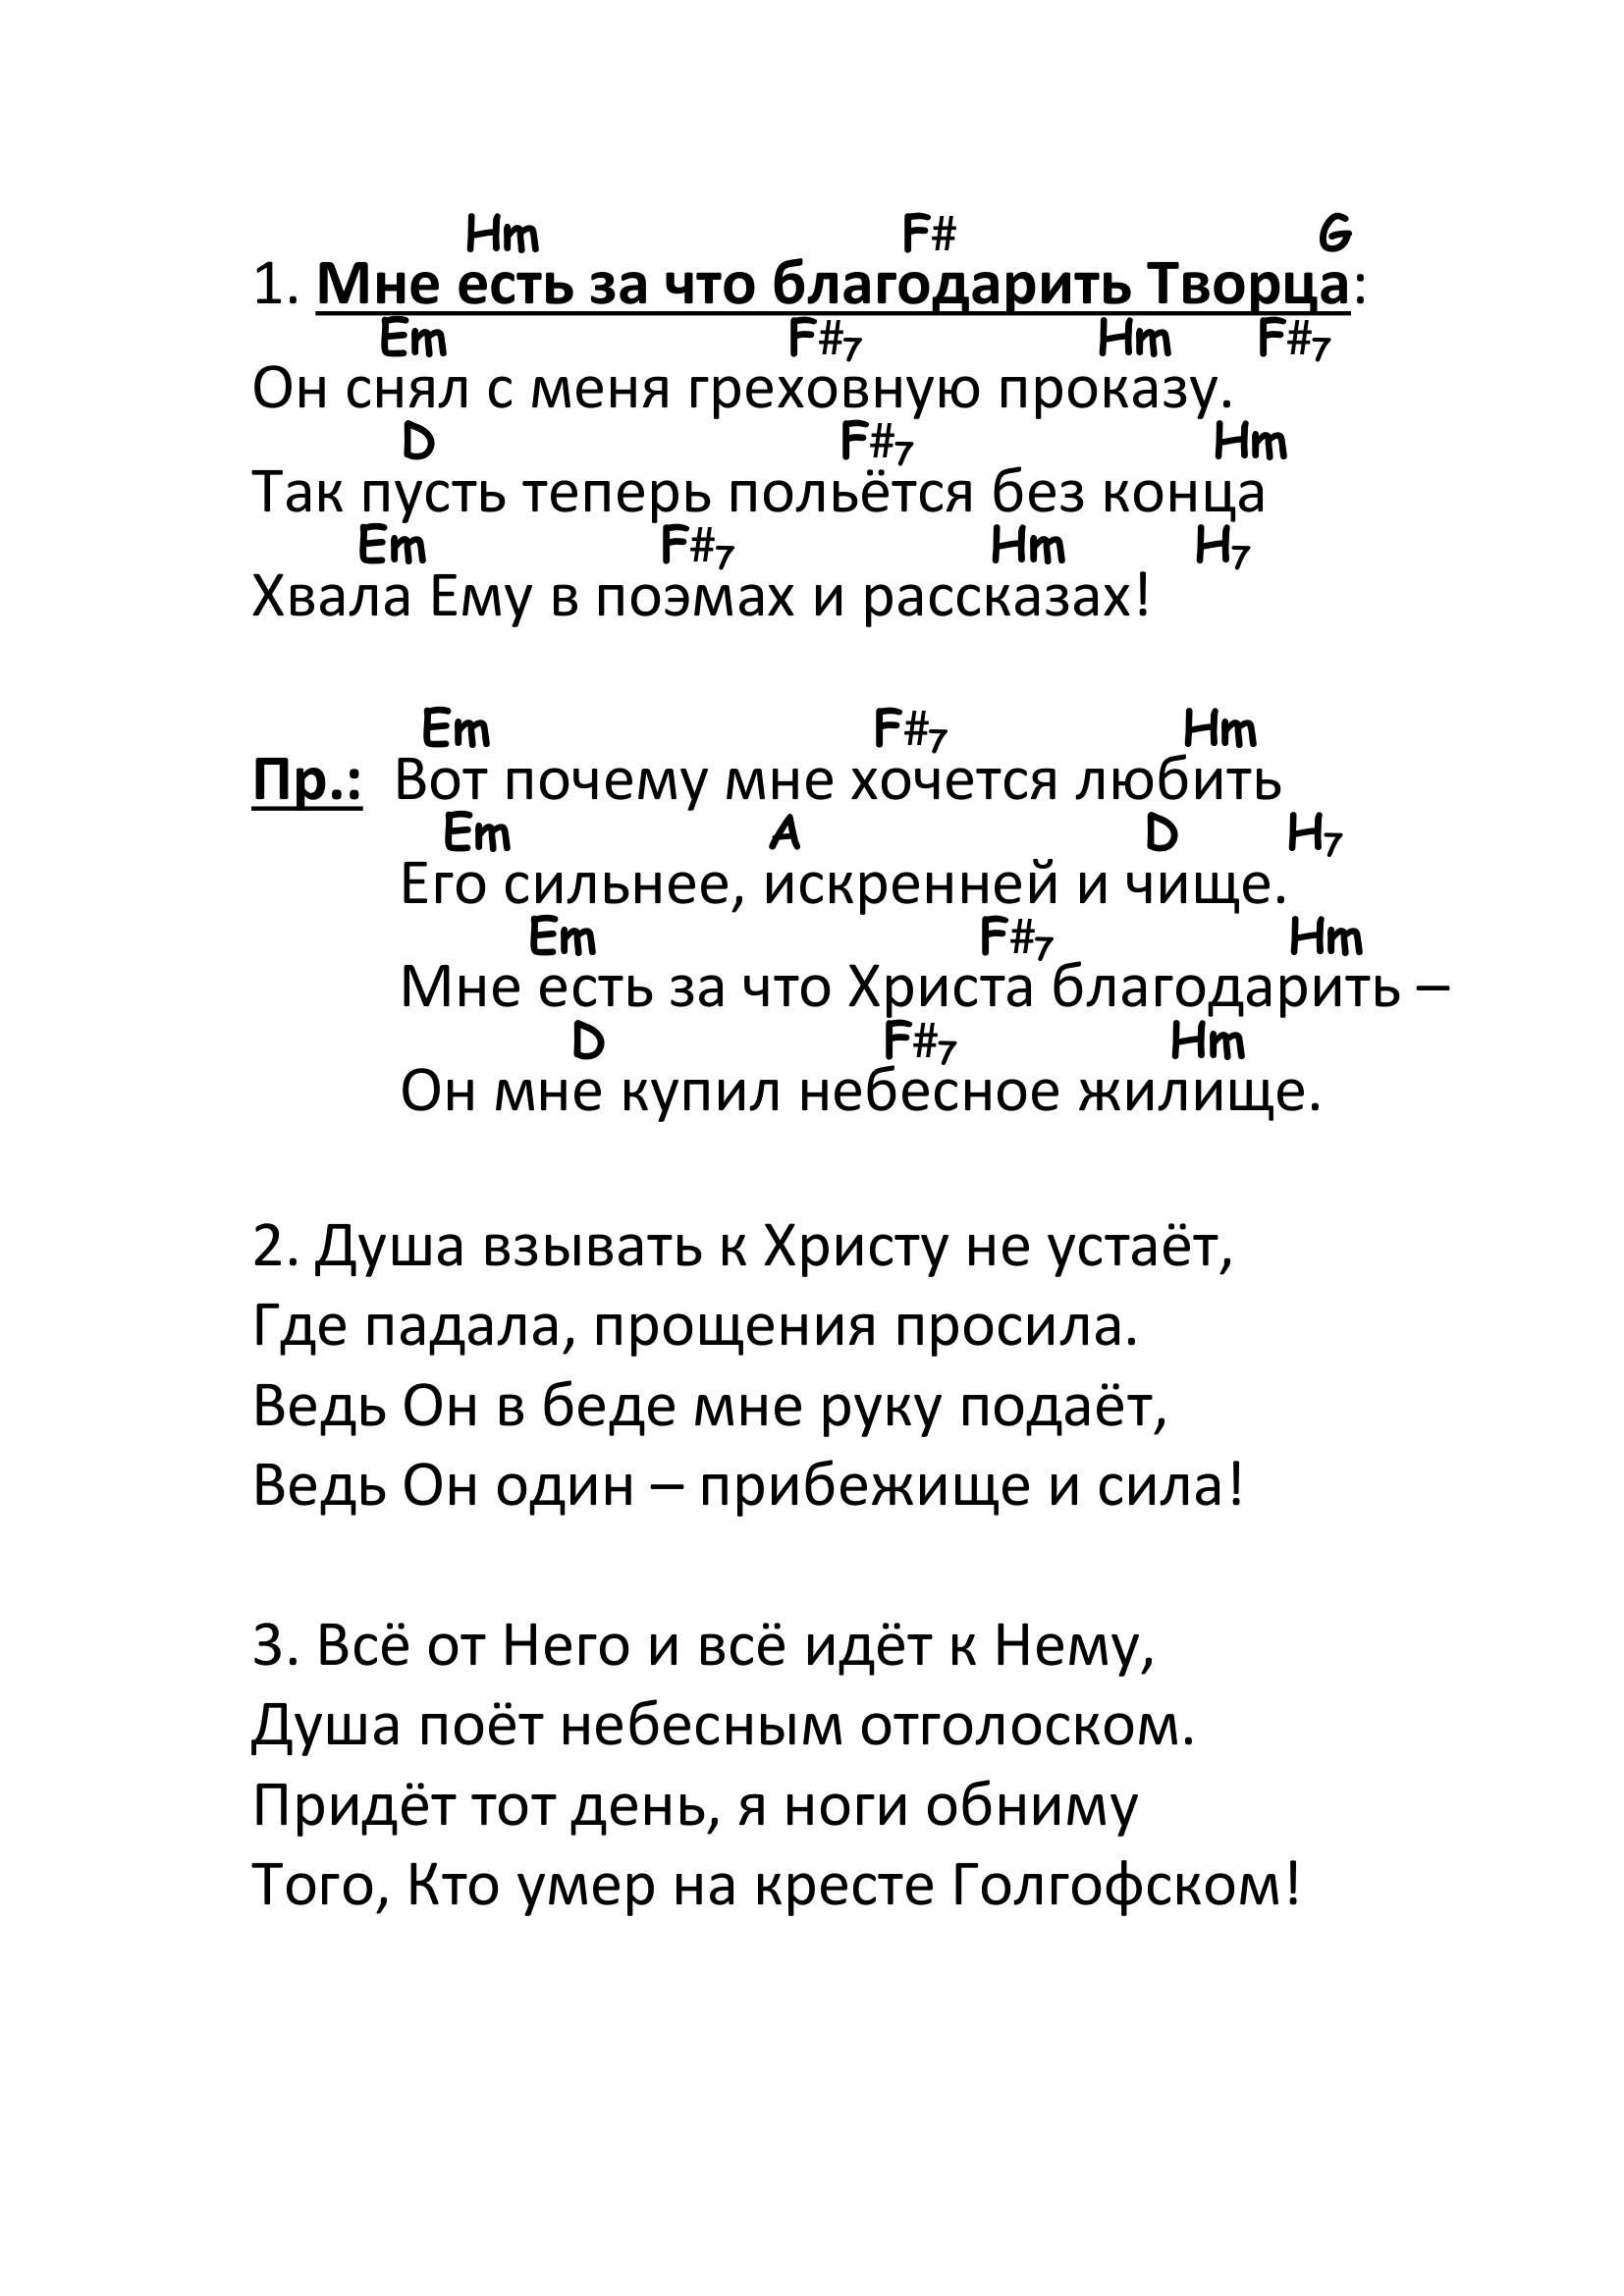 Hm F# G
1. Мне есть за что благодарить Творца:
Em F#7 Hm F#7
Он снял с меня греховную проказу.
D F#7 Hm
Так пусть теперь польётся без конца
Em F#7 Hm H7
Хвала Ему в поэмах и рассказах!
Em F#7 Hm
Пр.: Вот почему мне хочется любить
Em A D H7
Его сильнее, искренней и чище.
Em F#7 Hm
Мне есть за что Христа благодарить –
D F#7 Hm
Он мне купил небесное жилище.
2. Душа взывать к Христу не устаёт,
Где падала, прощения просила.
Ведь Он в беде мне руку подаёт,
Ведь Он один – прибежище и сила!
3. Всё от Него и всё идёт к Нему,
Душа поёт небесным отголоском.
Придёт тот день, я ноги обниму
Того, Кто умер на кресте Голгофском!